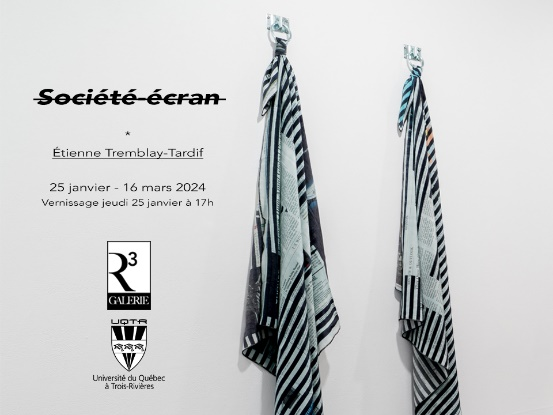 Société-écran
*
Étienne Tremblay-Tardif
25 janvier - 16 mars 2024
Vernissage jeudi 25 janvier à 17h
R3
GALERIE
UQTR
Université du Québec
à Trois-Rivières